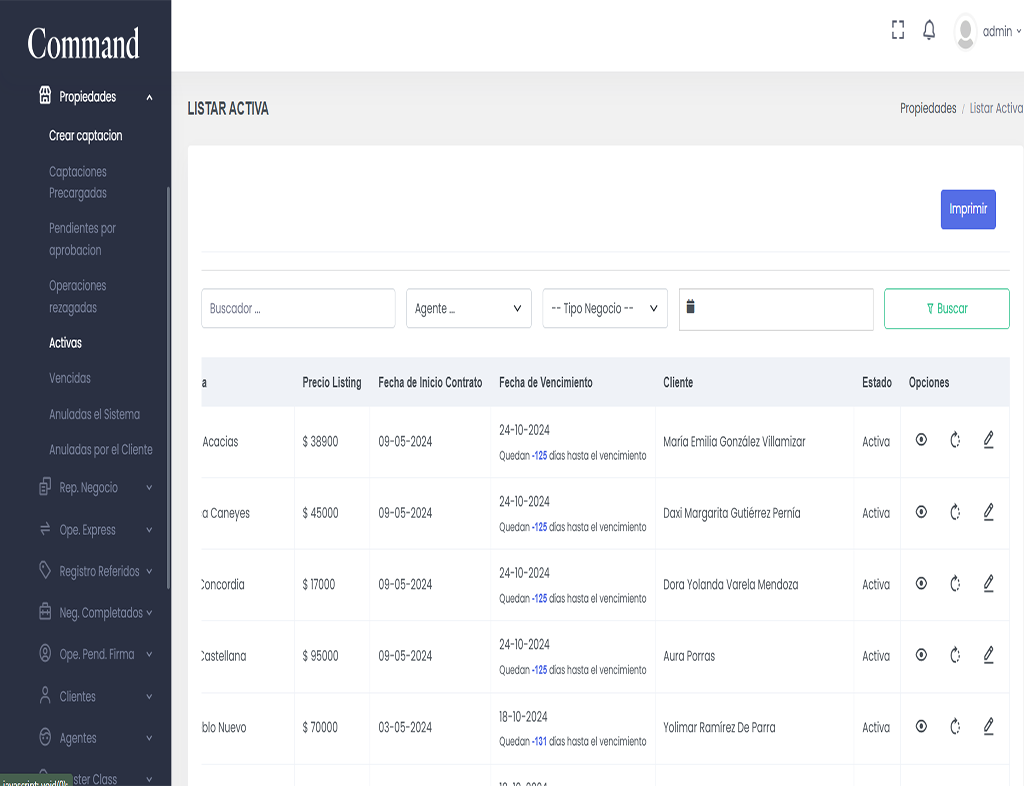 Command
admin
Propiedades
Crear captacion
Captaciones
Precargadas
Pendientes por
aprobacion
Operaciones
rezagadas
Activas
Vencidas
Anuladas el Sistema
Anuladas por el Cliente
Rep. Negocio
Ope. Express
Registro Referidos
Neg. Completados
Ope. Pend. Firma
Clientes
Agentes
ster Class
javascript: void(0);
LISTAR ACTIVA
Propiedades / Listar Activa
Imprimir
Buscador ...
Agente ...
-- Tipo Negocio --
Buscar
a Precio Listing Fecha de Inicio Contrato Fecha de Vencimiento Cliente Estado Opciones
Acacias $ 38900 09-05-2024 24-10-2024 Maria Emilia González Villamizar Activa
Quedan -125 dias hasta el vencimiento
a Caneyes $ 45000 09-05-2024 24-10-2024 Daxi Margarita Gutiérrez Pernía Activa
Quedan -125 dias hasta el vencimiento
Concordia $ 17000 09-05-2024 24-10-2024 Dora Yolanda Varela Mendoza Activa
Quedan -125 dias hasta el vencimiento
Castellana $ 95000 09-05-2024 24-10-2024 Aura Porras Activa
Quedan -125 dias hasta el vencimiento
blo Nuevo $ 70000 03-05-2024 18-10-2024 Yolimar Ramírez De Parra Activa
Quedan -131 dias hasta el vencimiento